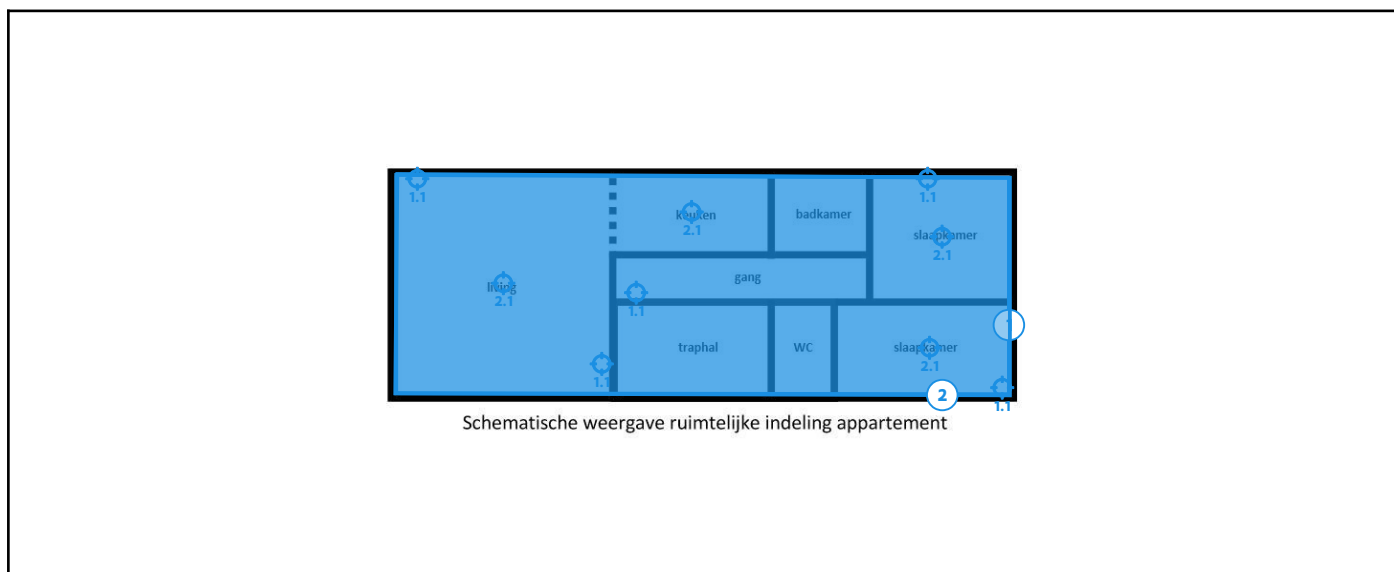 1.1
1.1
keuken
2.1
badkamer
slaapkamer
2.1
living
2.1
gang
1.1
1
traphal
WC
slaapkamer
2.1
1.1
2
1.1
Schematische weergave ruimtelijke indeling appartement